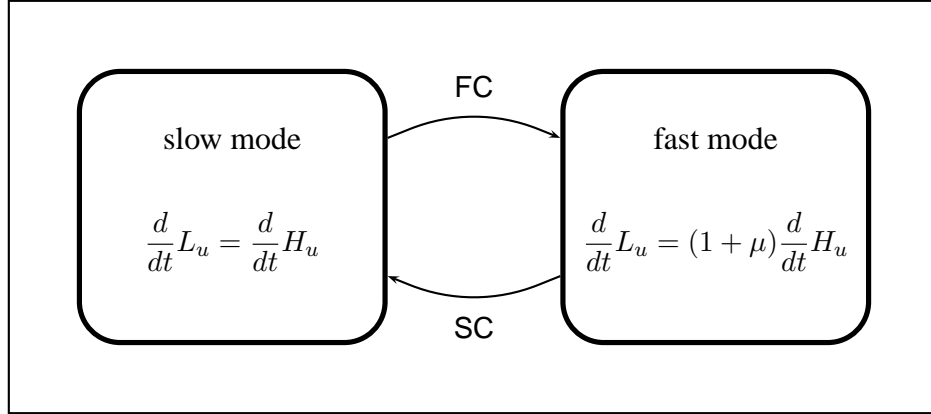 FC
slow mode
fast mode
d/dt L_u = d/dt H_u
d/dt L_u = (1 + μ) d/dt H_u
SC